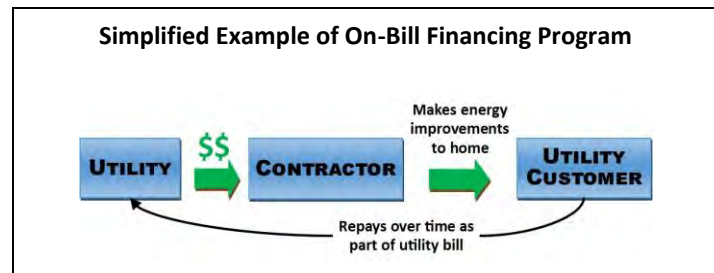 Simplified Example of On-Bill Financing Program
Makes energy
improvements
to home
$$
UTILITY
CONTRACTOR
UTILITY
CUSTOMER
Repays over time as
part of utility bill